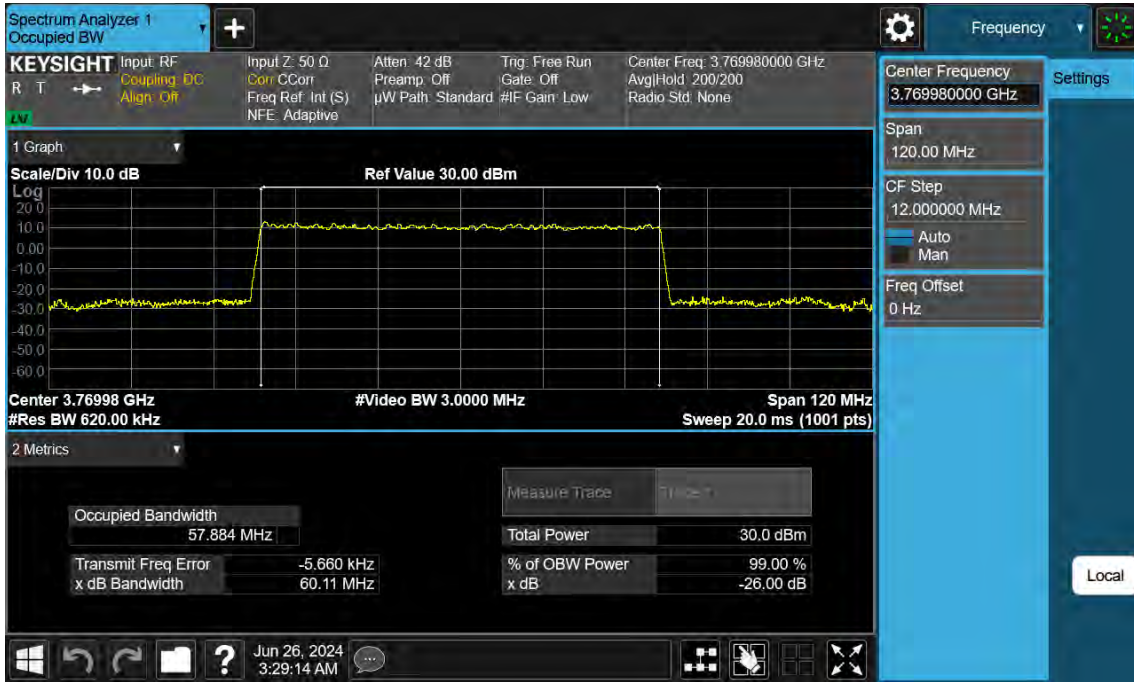 Spectrum Analyzer 1
Occupied BW
Frequency
KEYSIGHT
R T
Input: RF
Coupling: DC
Align: Off
Input Z: 50 Ω
Corr CCorr
Freq Ref: Int (S)
NFE: Adaptive
Atten: 42 dB
Preamp: Off
µW Path: Standard
Trig: Free Run
Gate: Off
#IF Gain: Low
Center Freq: 3.769980000 GHz
Avg|Hold: 200/200
Radio Std: None
1 Graph
Scale/Div 10.0 dB
Ref Value 30.00 dBm
Log
20.0
10.0
0.00
-10.0
-20.0
-30.0
-40.0
-50.0
-60.0
Center 3.76998 GHz
#Video BW 3.0000 MHz
Span 120 MHz
#Res BW 620.00 kHz
Sweep 20.0 ms (1001 pts)
2 Metrics
Measure Trace
Occupied Bandwidth
57.884 MHz
Total Power
30.0 dBm
Transmit Freq Error
-5.660 kHz
% of OBW Power
99.00 %
x dB Bandwidth
60.11 MHz
x dB
-26.00 dB
?
Jun 26, 2024
3:29:14 AM
Center Frequency
3.769980000 GHz
Settings
Span
120.00 MHz
CF Step
12.000000 MHz
Auto
Man
Freq Offset
0 Hz
Local